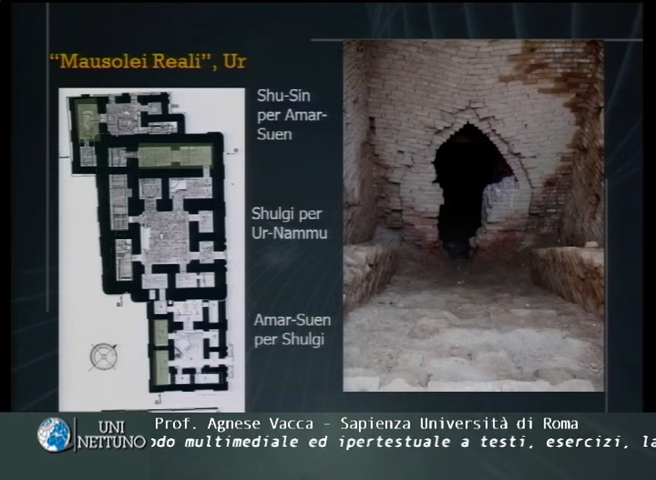 “Mausolei Reali”, Ur
Shu-Sin
per Amar-
Suen
Shulgi per
Ur-Nammu
Amar-Suen
per Shulgi
UNI
NETTUNO
Prof. Agnese Vacca - Sapienza Università di Roma
odo multimediale ed ipertestuale a testi, esercizi, la